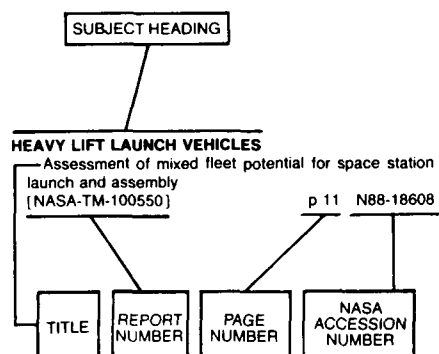 SUBJECT HEADING
HEAVY LIFT LAUNCH VEHICLES
Assessment of mixed fleet potential for space station
launch and assembly
[NASA-TM-100550] p 11 N88-18608
TITLE
REPORT
NUMBER
PAGE
NUMBER
NASA
ACCESSION
NUMBER